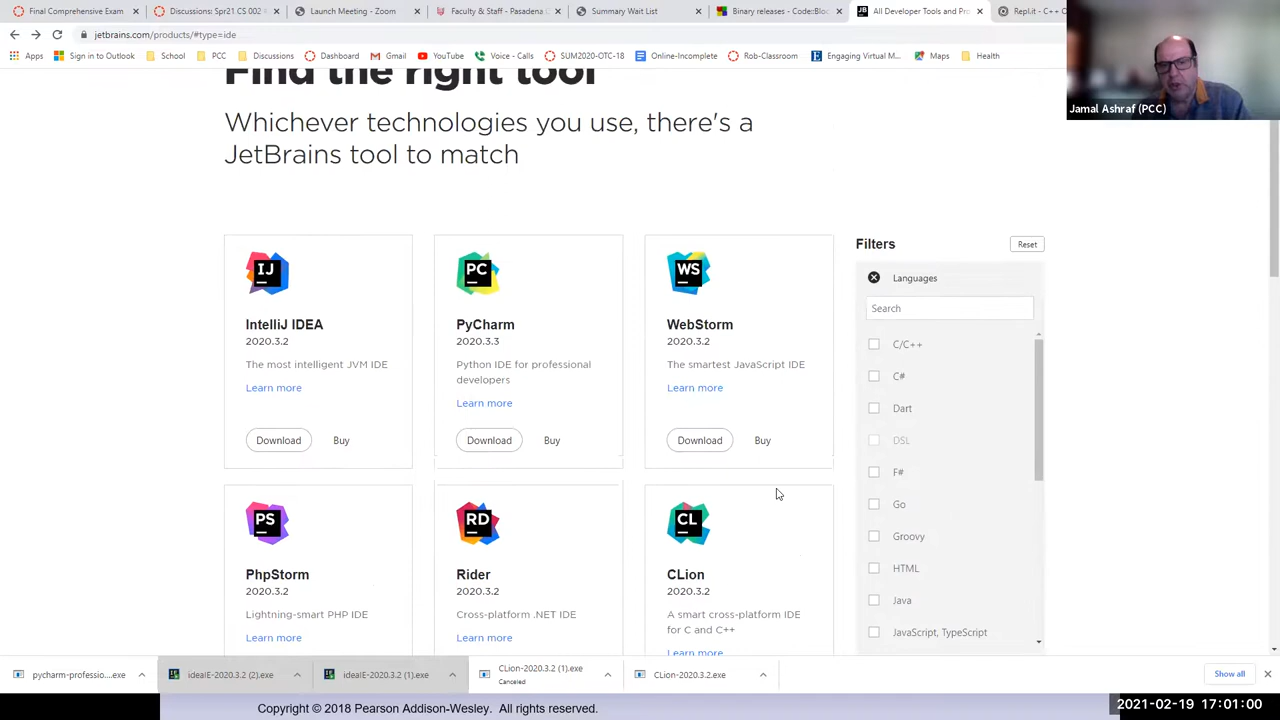 Final Comprehensive Exam
Discussions: Spr21 CS 002
Launch Meeting - Zoom
Faculty & Staff - Pasadena
Summary Wait List
Binary releases - Code::Bloc
All Developer Tools and Pro
Repl.it - C++ O
jetbrains.com/products/#type=ide
Apps
Sign in to Outlook
School
PCC
Discussions
Dashboard
Gmail
YouTube
Voice - Calls
SUM2020-OTC-18
Online-Incomplete
Rob-Classroom
Engaging Virtual M...
Maps
Health
Jamal Ashraf (PCC)
Find the right tool
Whichever technologies you use, there's a
JetBrains tool to match
IJ
IntelliJ IDEA
2020.3.2
The most intelligent JVM IDE
Learn more
Download Buy
PC
PyCharm
2020.3.3
Python IDE for professional
developers
Learn more
Download Buy
WS
WebStorm
2020.3.2
The smartest JavaScript IDE
Learn more
Download Buy
PS
PhpStorm
2020.3.2
Lightning-smart PHP IDE
Learn more
RD
Rider
2020.3.2
Cross-platform .NET IDE
Learn more
CL
CLion
2020.3.2
A smart cross-platform IDE
for C and C++
Learn more
Filters Reset
Languages
Search
C/C++
C#
Dart
DSL
F#
Go
Groovy
HTML
Java
JavaScript, TypeScript
pycharm-professio....exe
ideaIE-2020.3.2 (2).exe
ideaIE-2020.3.2 (1).exe
CLion-2020.3.2 (1).exe
Canceled
CLion-2020.3.2.exe
Show all
Copyright © 2018 Pearson Addison-Wesley. All rights reserved.
2021-02-19 17:01:00